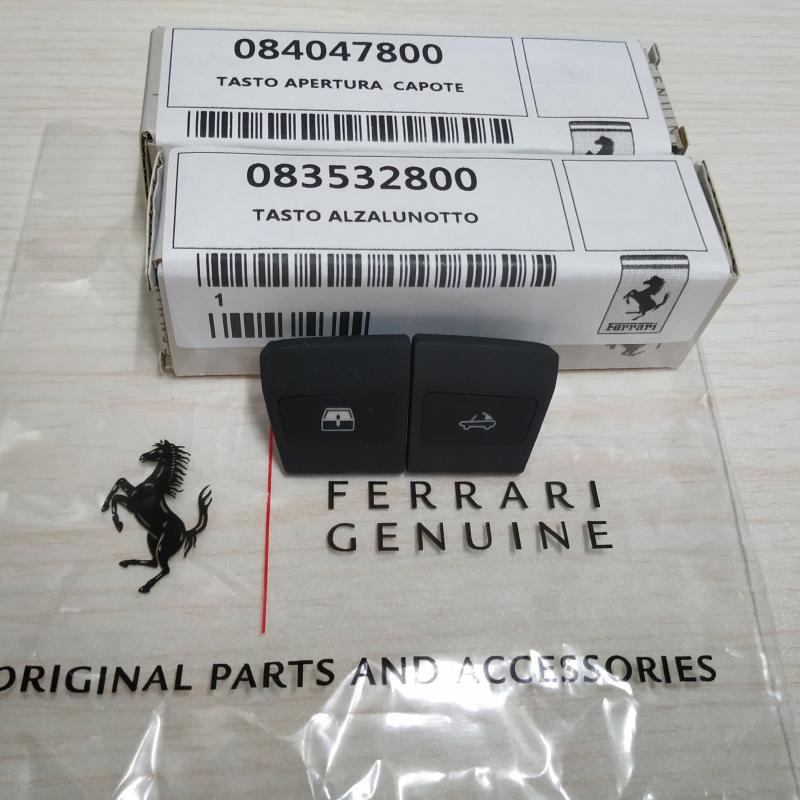 084047800
TASTO APERTURA CAPOTE
083532800
TASTO ALZALUNOTTO
1
Ferrari
FERRARI
GENUINE
ORIGINAL PARTS AND ACCESSORIES